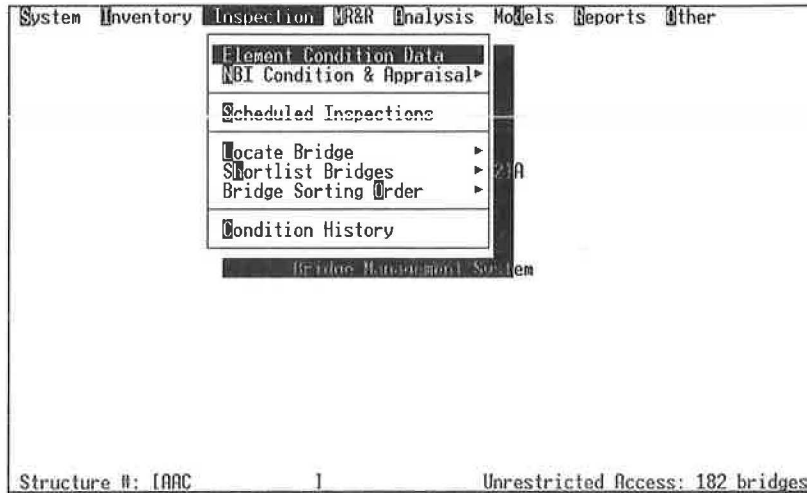 System Inventory Inspection MR&R Analysis Models Reports Other
Element Condition Data
NBI Condition & Appraisal►
Scheduled Inspections
Locate Bridge ►
Shortlist Bridges ►
2)A
Bridge Sorting Order ►
Condition History
Bridge Management System
Structure #: [AAC ]
Unrestricted Access: 182 bridges